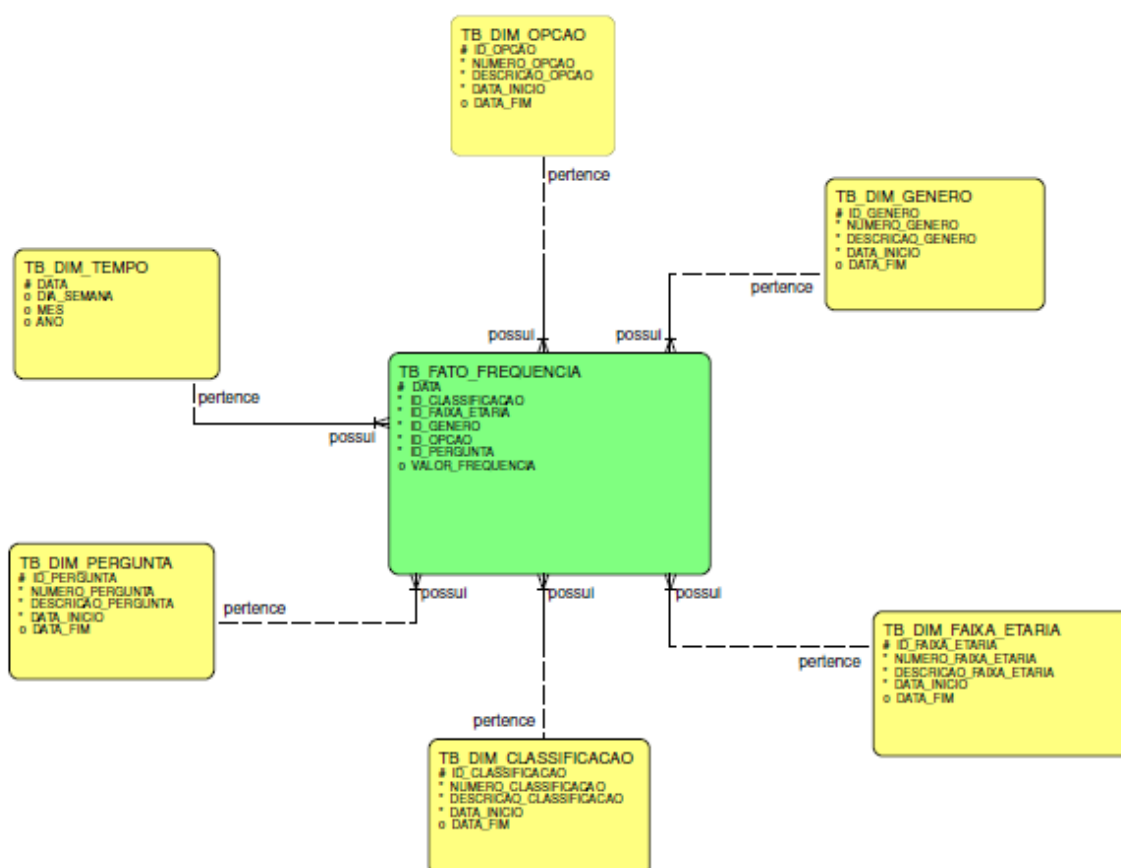 TB_DIM_OPCAO
# ID_OPCAO
* NUMERO_OPCAO
* DESCRICAO_OPCAO
* DATA_INICIO
o DATA_FIM
pertence
possui
TB_DIM_GENERO
# ID_GENERO
* NUMERO_GENERO
* DESCRICAO_GENERO
* DATA_INICIO
o DATA_FIM
pertence
possui
TB_DIM_TEMPO
# DATA
o DIA_SEMANA
o MES
o ANO
pertence
possui
TB_FATO_FREQUENCIA
# DATA
* ID_CLASSIFICACAO
* ID_FAIXA_ETARIA
* ID_GENERO
* ID_OPCAO
* ID_PERGUNTA
o VALOR_FREQUENCIA
TB_DIM_PERGUNTA
# ID_PERGUNTA
* NUMERO_PERGUNTA
* DESCRICAO_PERGUNTA
* DATA_INICIO
o DATA_FIM
pertence
possui
possui
possui
TB_DIM_FAIXA_ETARIA
# ID_FAIXA_ETARIA
* NUMERO_FAIXA_ETARIA
* DESCRICAO_FAIXA_ETARIA
* DATA_INICIO
o DATA_FIM
pertence
pertence
TB_DIM_CLASSIFICACAO
# ID_CLASSIFICACAO
* NUMERO_CLASSIFICACAO
* DESCRICAO_CLASSIFICACAO
* DATA_INICIO
o DATA_FIM